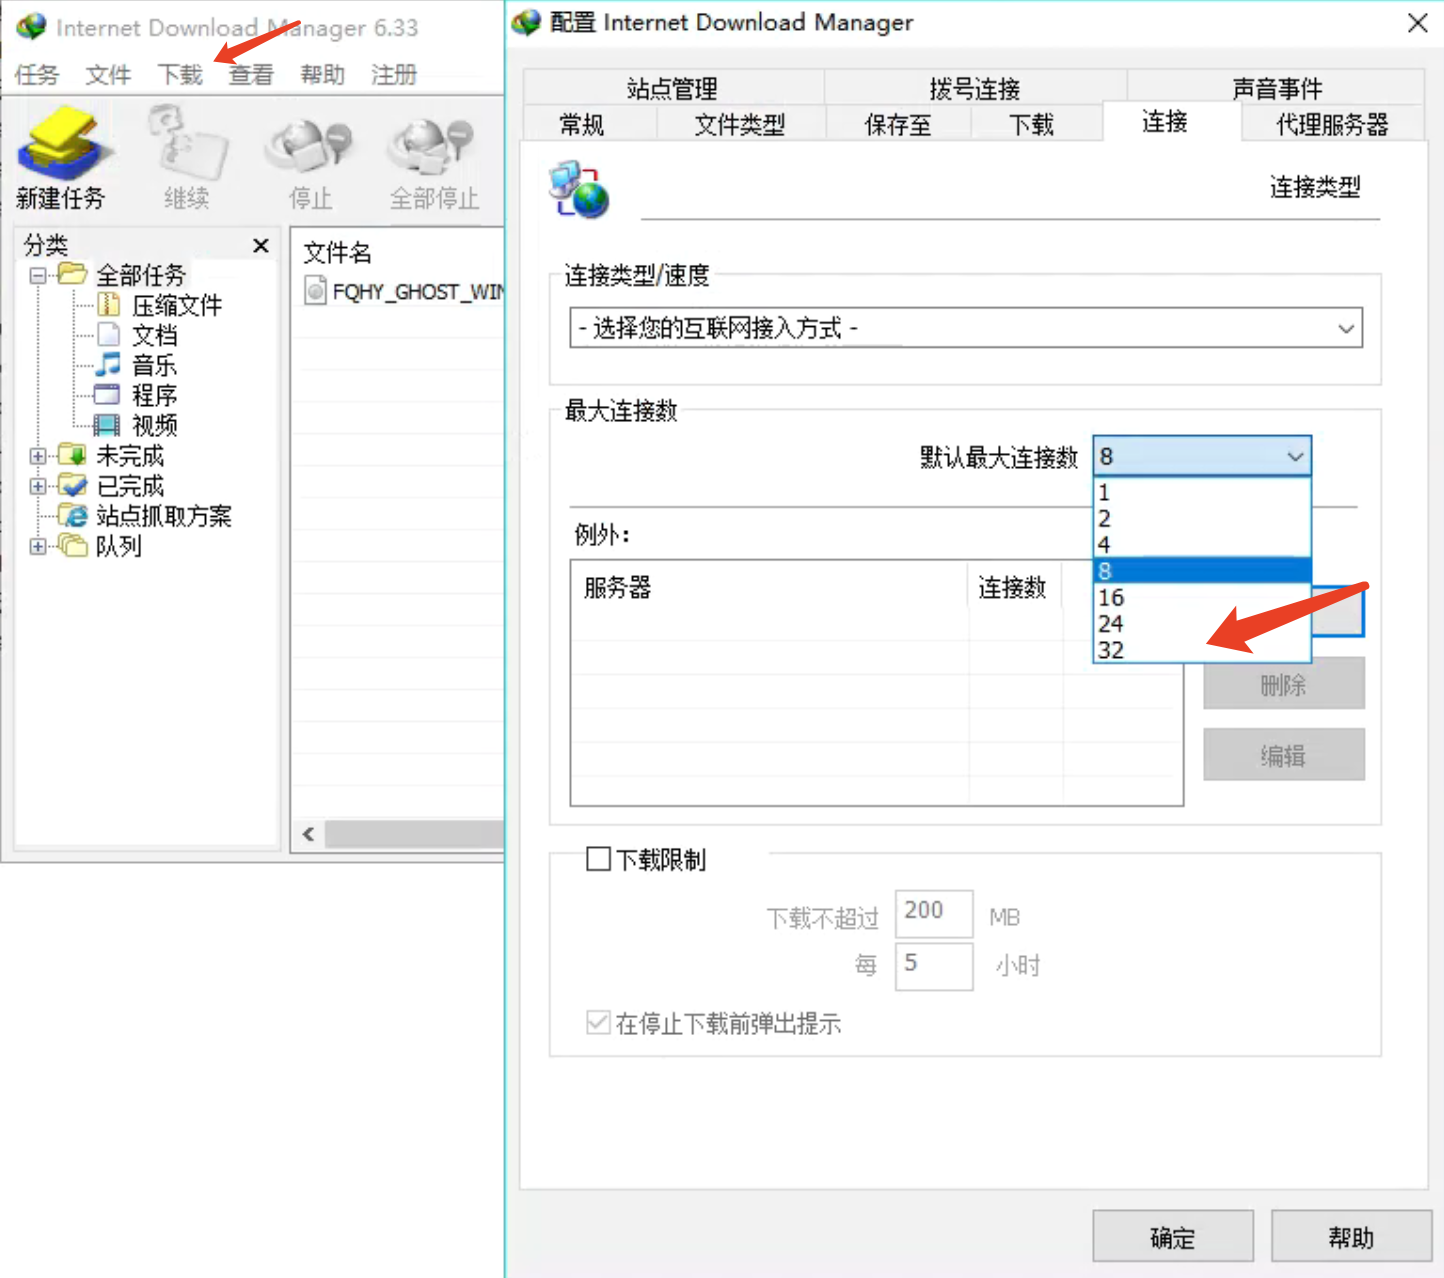 Internet Download Manager 6.33
任务 文件 下载 查看 帮助 注册
新建任务 继续 停止 全部停止
分类
全部任务
压缩文件
文档
音乐
程序
视频
未完成
已完成
站点抓取方案
队列
文件名
FQHY_GHOST_WIN
配置 Internet Download Manager
站点管理 拨号连接 声音事件
常规 文件类型 保存至 下载 连接 代理服务器
连接类型
连接类型/速度
- 选择您的互联网接入方式 -
最大连接数
默认最大连接数 8
1
2
4
8
16
24
32
例外：
服务器 连接数
删除
编辑
下载限制
下载不超过 200 MB
每 5 小时
在停止下载前弹出提示
确定 帮助